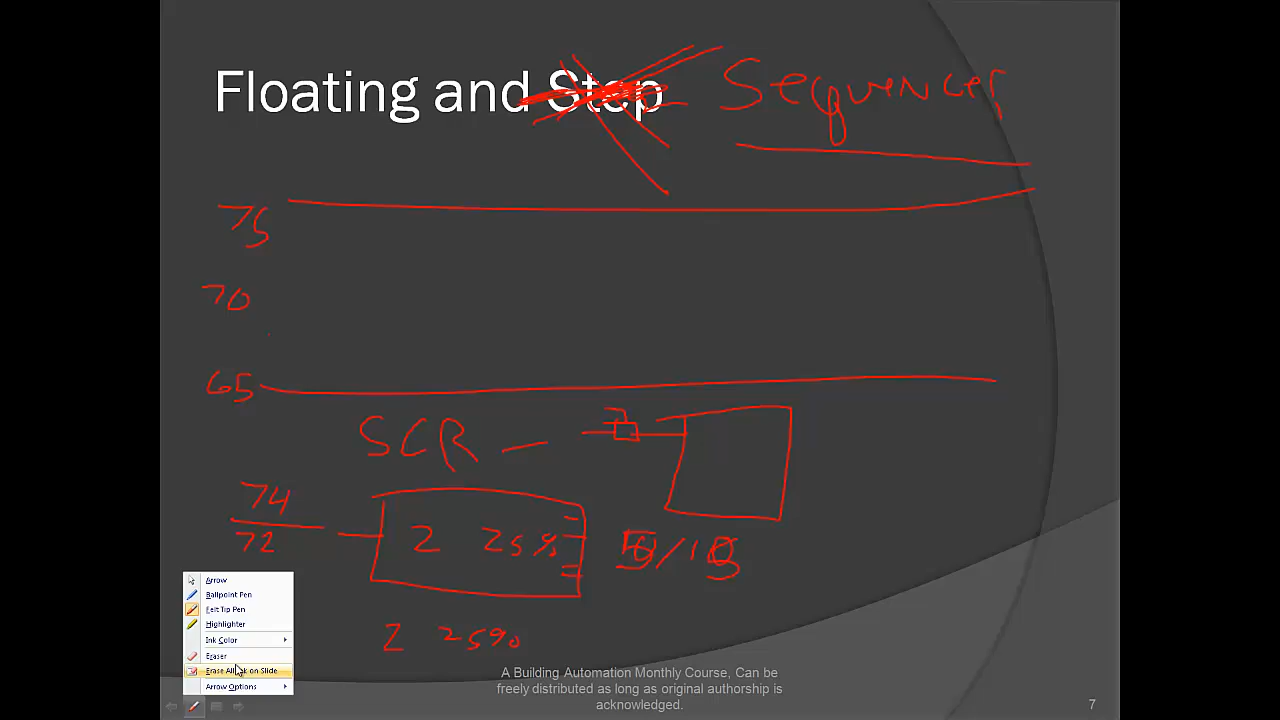 Floating and Step Sequencer
75
70
65
SCR
74
72
2 25%
2 25%
Arrow
Ballpoint Pen
Felt Tip Pen
Highlighter
Ink Color
Eraser
Erase All Ink on Slide
Arrow Options
A Building Automation Monthly Course, Can be
freely distributed as long as original authorship is
acknowledged.
7